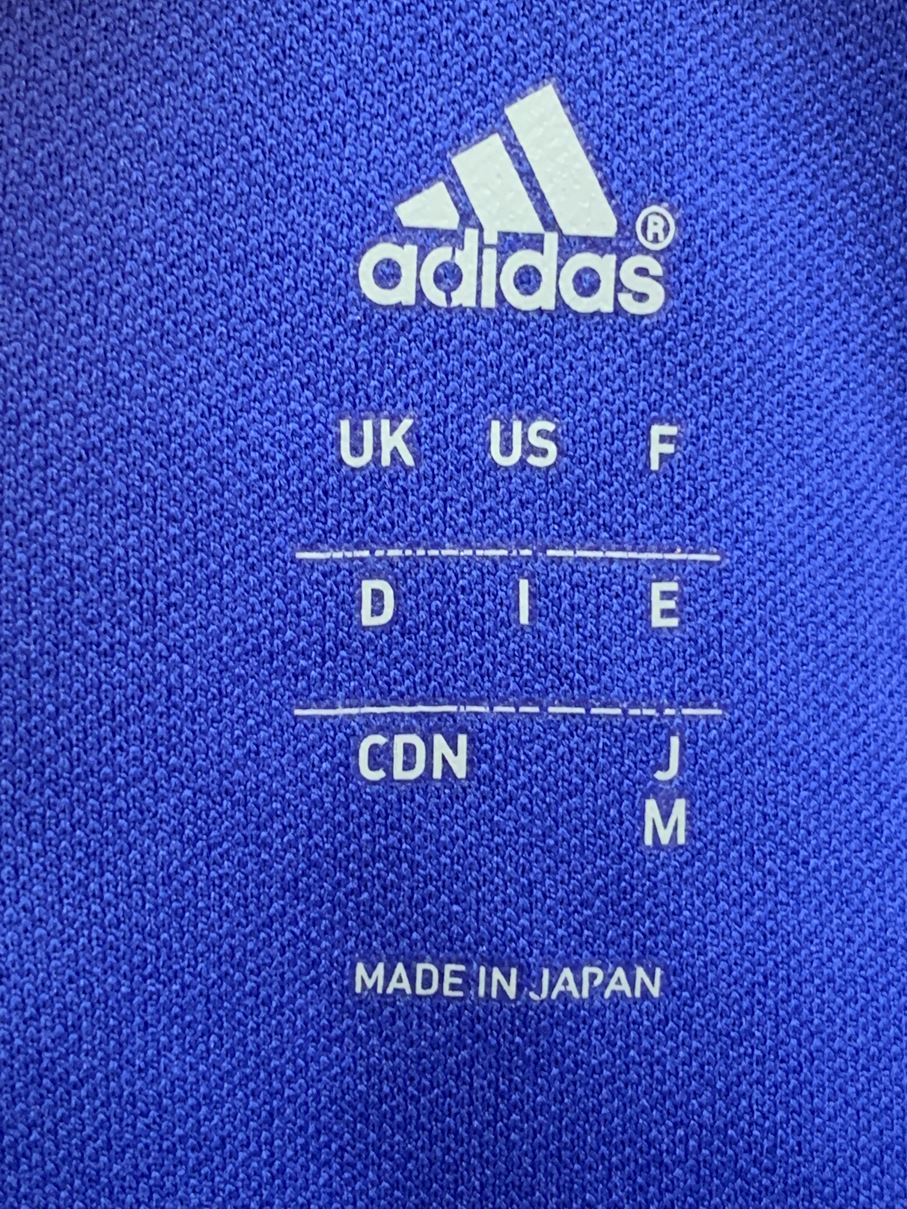 adidas®
UK US F
D I E
CDN J
M
MADE IN JAPAN